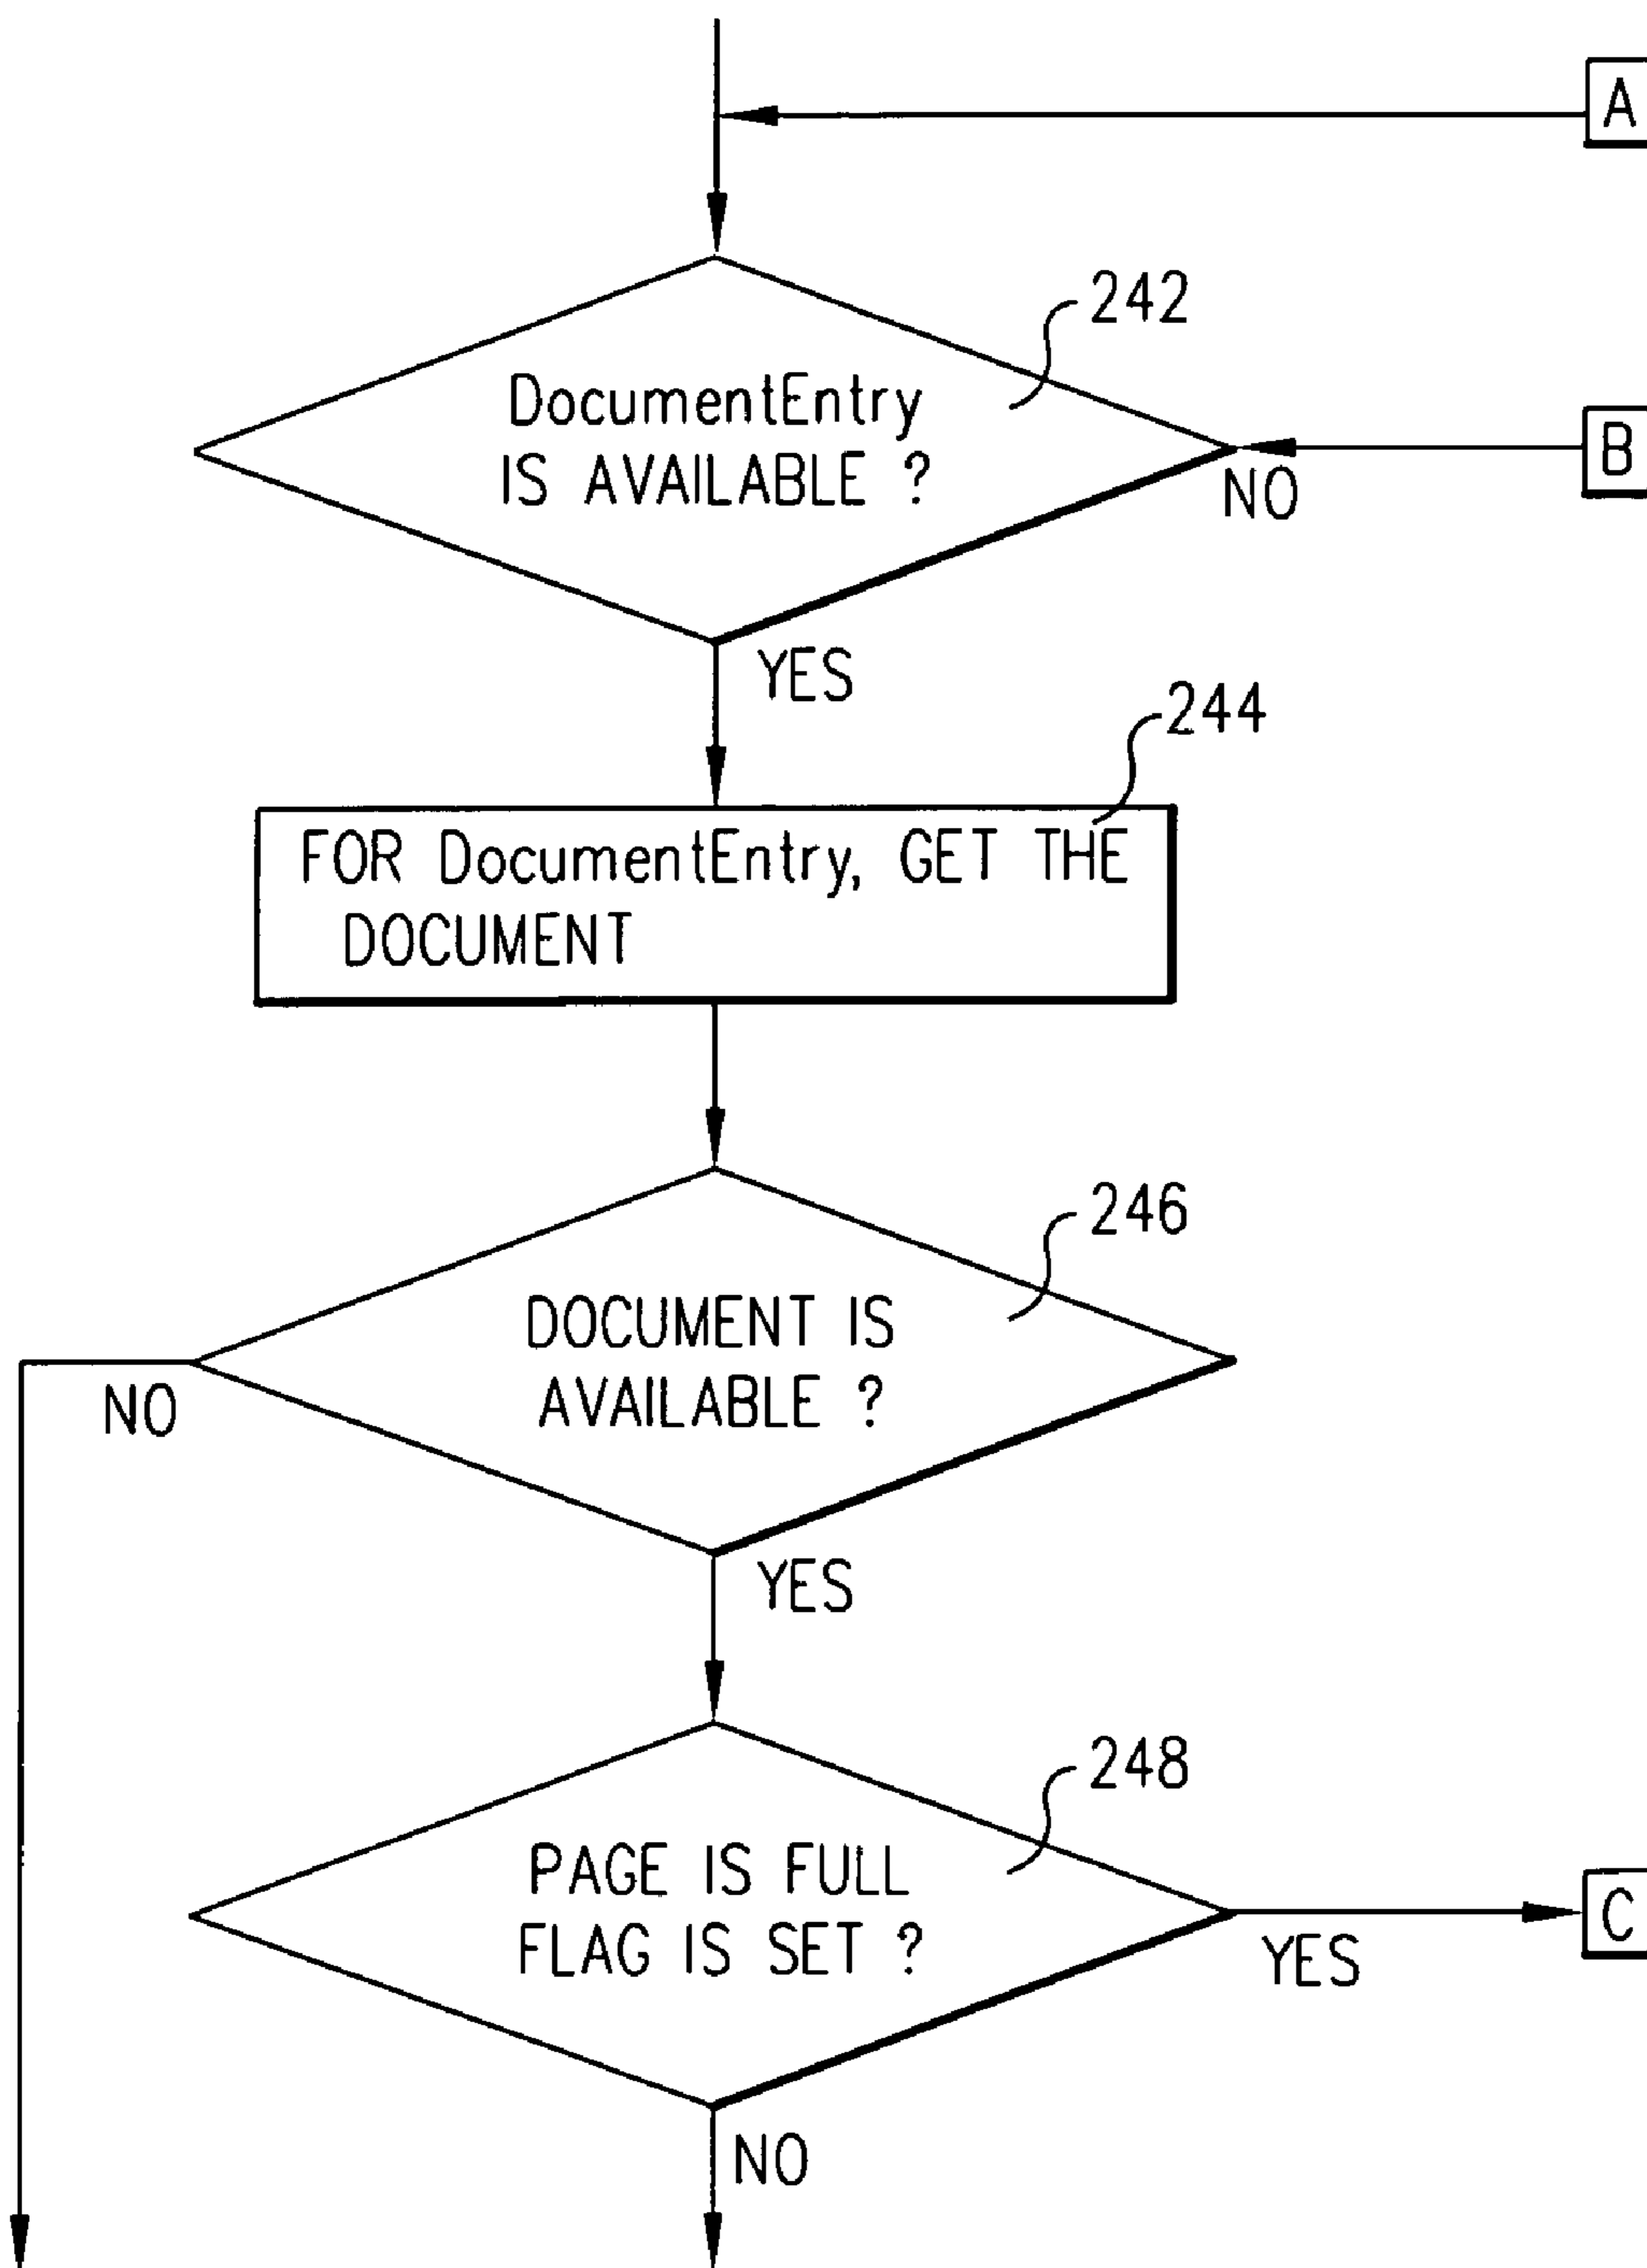 A
242
DocumentEntry
IS AVAILABLE ?
B
NO
YES
244
FOR DocumentEntry, GET THE
DOCUMENT
246
DOCUMENT IS
AVAILABLE ?
NO
YES
248
PAGE IS FULL
FLAG IS SET ?
C
YES
NO